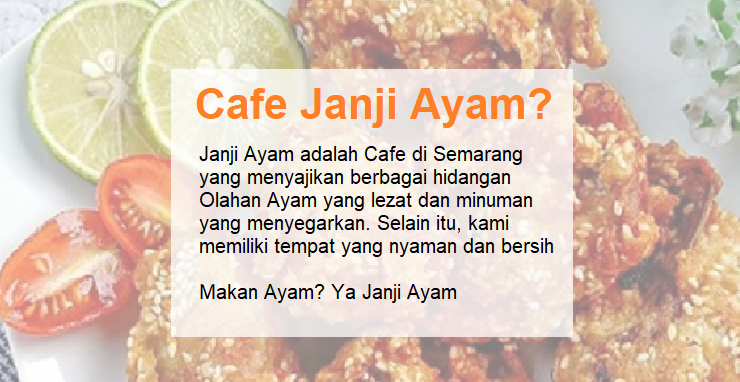 Cafe Janji Ayam?
Janji Ayam adalah Cafe di Semarang
yang menyajikan berbagai hidangan
Olahan Ayam yang lezat dan minuman
yang menyegarkan. Selain itu, kami
memiliki tempat yang nyaman dan bersih
Makan Ayam? Ya Janji Ayam